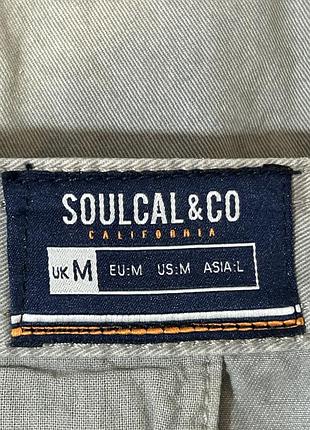 SOULCAL&CO
CALIFORNIA
UK M EU:M US:M ASIA:L